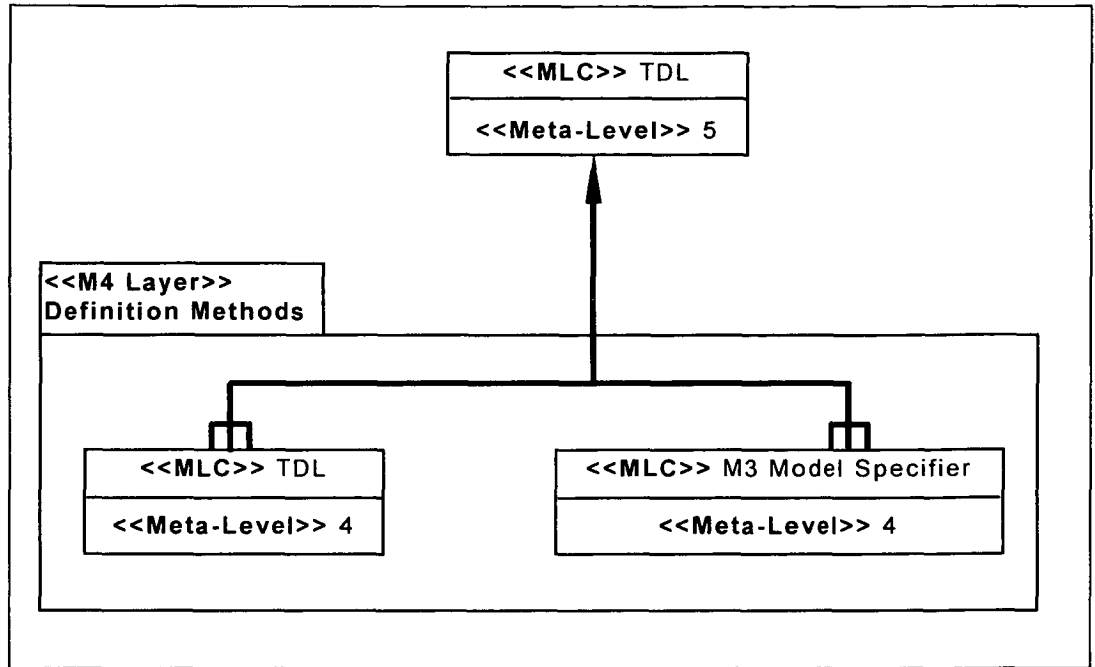 <<MLC>> TDL
<<Meta-Level>> 5
<<M4 Layer>>
Definition Methods
<<MLC>> TDL
<<Meta-Level>> 4
<<MLC>> M3 Model Specifier
<<Meta-Level>> 4